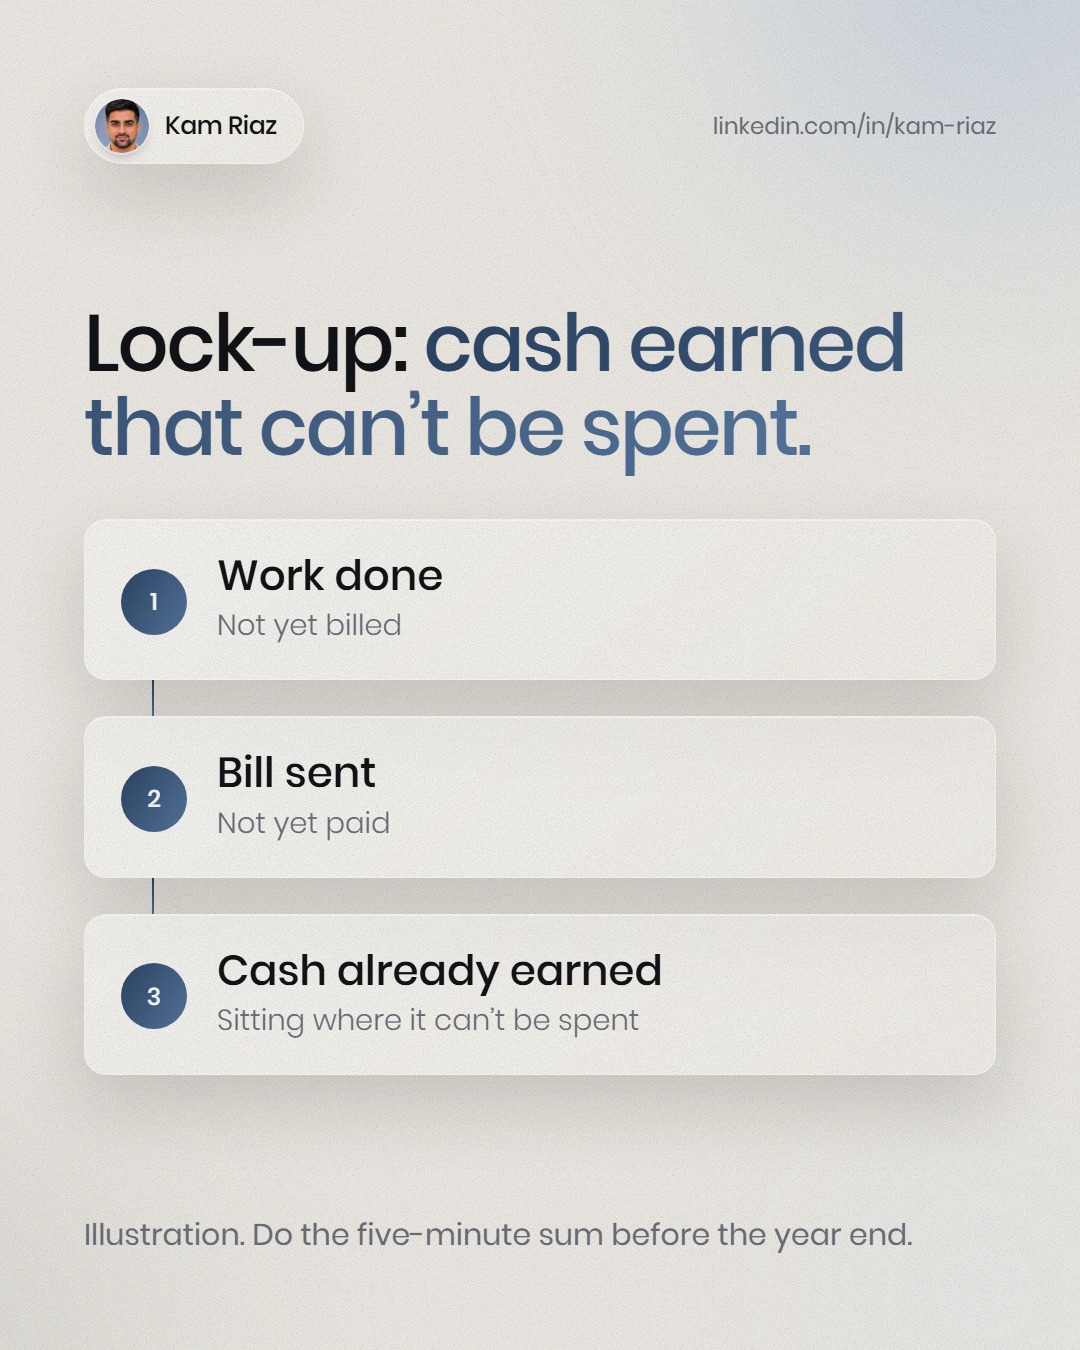 Kam Riaz
linkedin.com/in/kam-riaz
Lock-up: cash earned
that can’t be spent.
1
Work done
Not yet billed
2
Bill sent
Not yet paid
3
Cash already earned
Sitting where it can’t be spent
Illustration. Do the five-minute sum before the year end.